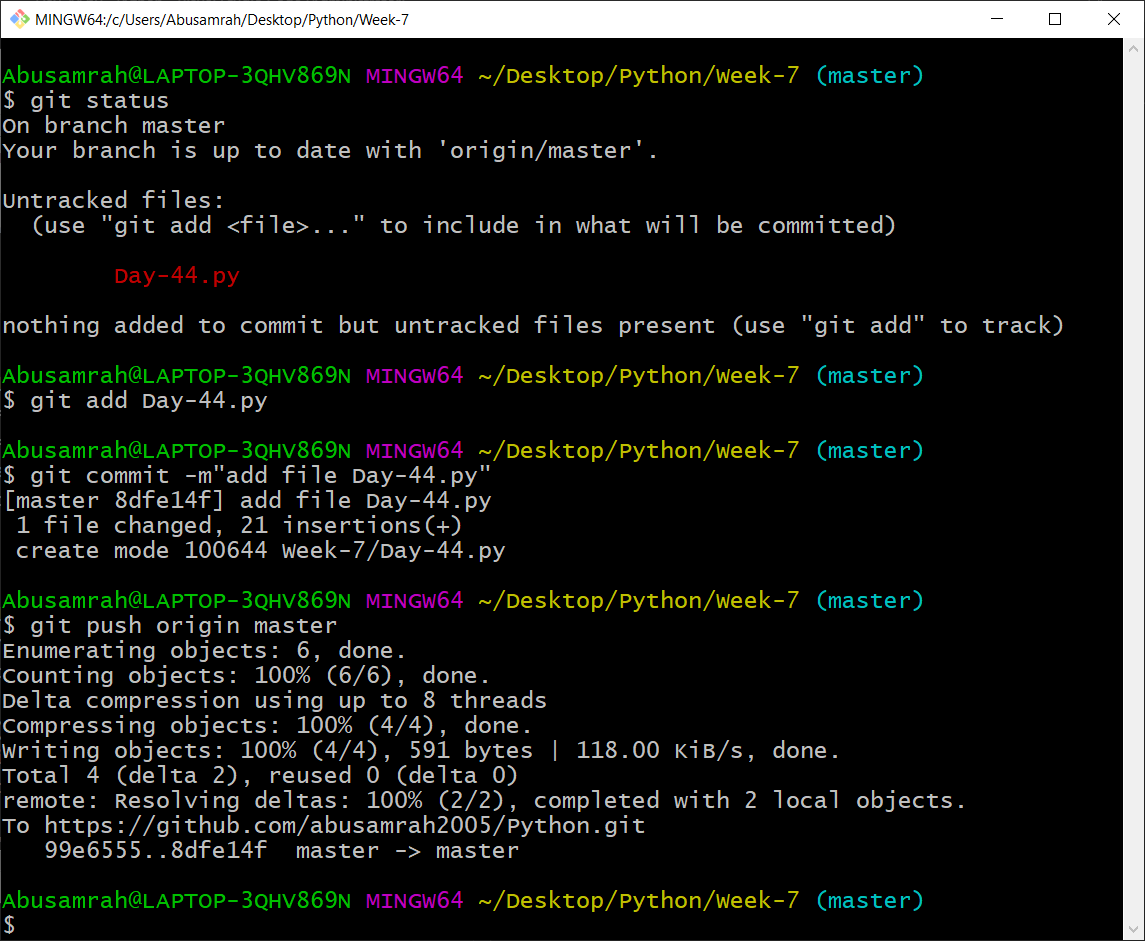 MINGW64:/c/Users/Abusamrah/Desktop/Python/Week-7
Abusamrah@LAPTOP-3QHV869N MINGW64 ~/Desktop/Python/Week-7 (master)
$ git status
On branch master
Your branch is up to date with 'origin/master'.
Untracked files:
  (use "git add <file>..." to include in what will be committed)
        Day-44.py
nothing added to commit but untracked files present (use "git add" to track)
Abusamrah@LAPTOP-3QHV869N MINGW64 ~/Desktop/Python/Week-7 (master)
$ git add Day-44.py
Abusamrah@LAPTOP-3QHV869N MINGW64 ~/Desktop/Python/Week-7 (master)
$ git commit -m"add file Day-44.py"
[master 8dfe14f] add file Day-44.py
 1 file changed, 21 insertions(+)
 create mode 100644 Week-7/Day-44.py
Abusamrah@LAPTOP-3QHV869N MINGW64 ~/Desktop/Python/Week-7 (master)
$ git push origin master
Enumerating objects: 6, done.
Counting objects: 100% (6/6), done.
Delta compression using up to 8 threads
Compressing objects: 100% (4/4), done.
Writing objects: 100% (4/4), 591 bytes | 118.00 KiB/s, done.
Total 4 (delta 2), reused 0 (delta 0)
remote: Resolving deltas: 100% (2/2), completed with 2 local objects.
To https://github.com/abusamrah2005/Python.git
   99e6555..8dfe14f  master -> master
Abusamrah@LAPTOP-3QHV869N MINGW64 ~/Desktop/Python/Week-7 (master)
$